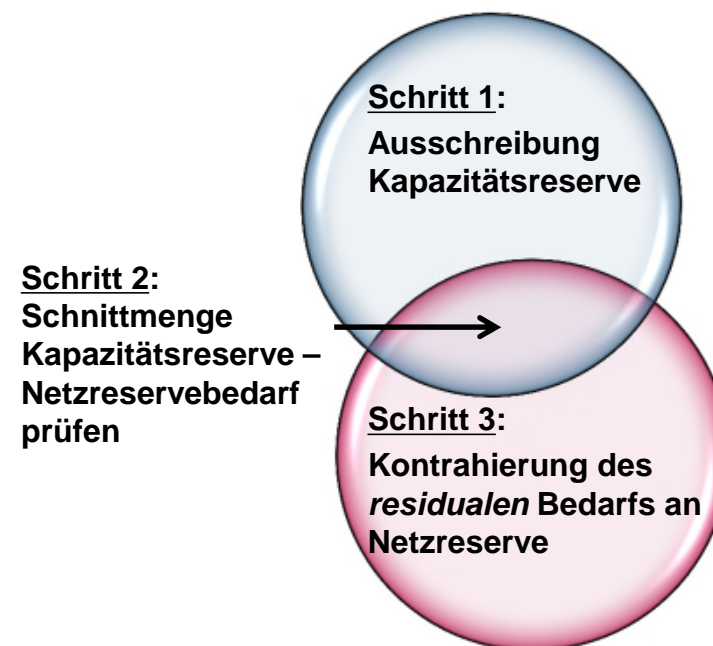 Schritt 1:
Ausschreibung
Kapazitätsreserve
Schritt 2:
Schnittmenge
Kapazitätsreserve –
Netzreservebedarf
prüfen
Schritt 3:
Kontrahierung des
residualen Bedarfs an
Netzreserve